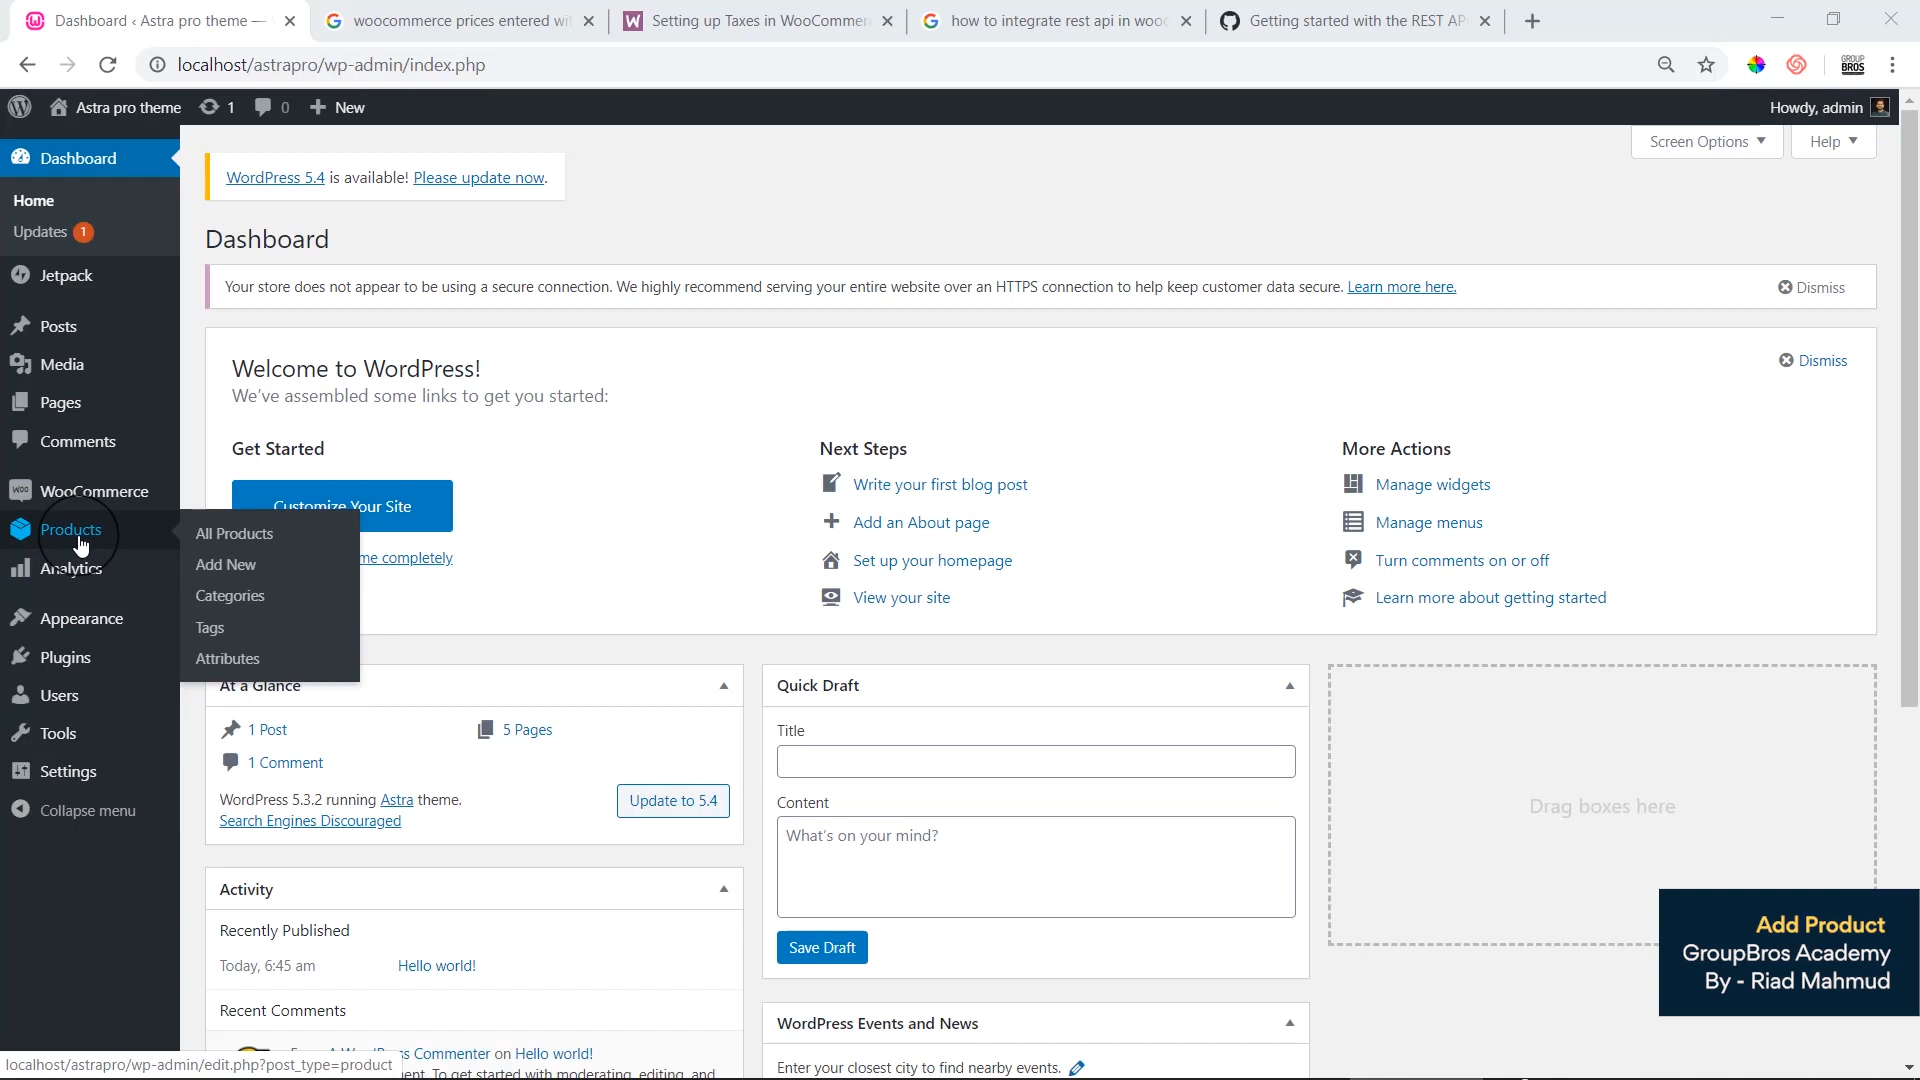 Dashboard ‹ Astra pro theme —
woocommerce prices entered wi
Setting up Taxes in WooCommer
how to integrate rest api in wooc
Getting started with the REST AP
localhost/astrapro/wp-admin/index.php
GROUP BROS
Astra pro theme
1
0
New
Howdy, admin
Screen Options
Help
Dashboard
Home
Updates 1
Jetpack
Posts
Media
Pages
Comments
WooCommerce
Products
Analytics
Appearance
Plugins
Users
Tools
Settings
Collapse menu
All Products
Add New
Categories
Tags
Attributes
WordPress 5.4 is available! Please update now.
Dashboard
Your store does not appear to be using a secure connection. We highly recommend serving your entire website over an HTTPS connection to help keep customer data secure. Learn more here.
Dismiss
Welcome to WordPress!
We've assembled some links to get you started:
Dismiss
Get Started
Customize Your Site
me completely
Next Steps
Write your first blog post
Add an About page
Set up your homepage
View your site
More Actions
Manage widgets
Manage menus
Turn comments on or off
Learn more about getting started
At a Glance
1 Post
5 Pages
1 Comment
WordPress 5.3.2 running Astra theme.
Update to 5.4
Search Engines Discouraged
Activity
Recently Published
Today, 6:45 am
Hello world!
Recent Comments
Commenter on Hello world!
To get started with moderating, editing, and
Quick Draft
Title
Content
What's on your mind?
Save Draft
WordPress Events and News
Enter your closest city to find nearby events.
Drag boxes here
Add Product
GroupBros Academy
By - Riad Mahmud
localhost/astrapro/wp-admin/edit.php?post_type=product